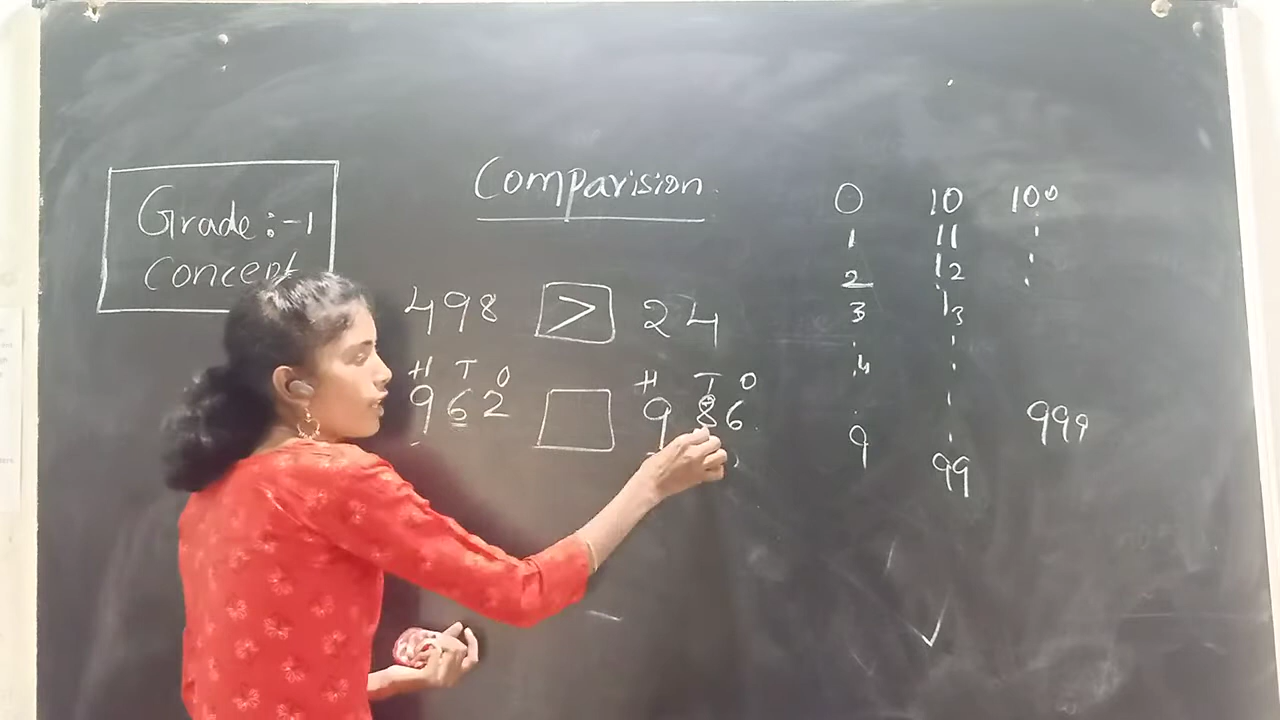 Grade:-1
Concept
Comparision
498 > 24
H T O H T O
962 986
0 10 100
1 11
2 12
3 13
4
9 99 999